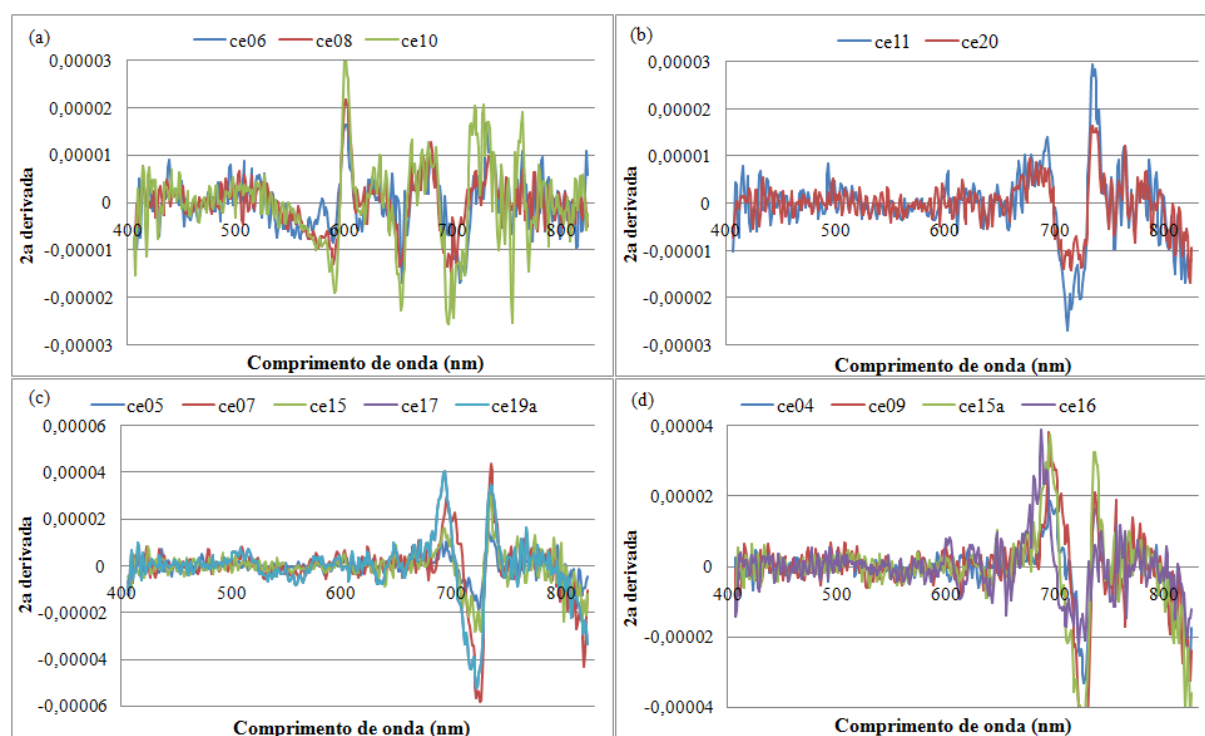 (a) ce06 ce08 ce10
0,00003
0,00002
0,00001
0
-0,00001
-0,00002
-0,00003
400 500 600 700 800
2a derivada
Comprimento de onda (nm)
(b) ce11 ce20
0,00003
0,00002
0,00001
0
-0,00001
-0,00002
-0,00003
400 500 600 700 800
2a derivada
Comprimento de onda (nm)
(c) ce05 ce07 ce15 ce17 ce19a
0,00006
0,00004
0,00002
0
-0,00002
-0,00004
-0,00006
400 500 600 700 800
2a derivada
Comprimento de onda (nm)
(d) ce04 ce09 ce15a ce16
0,00004
0,00002
0
-0,00002
-0,00004
400 500 600 700 800
2a derivada
Comprimento de onda (nm)